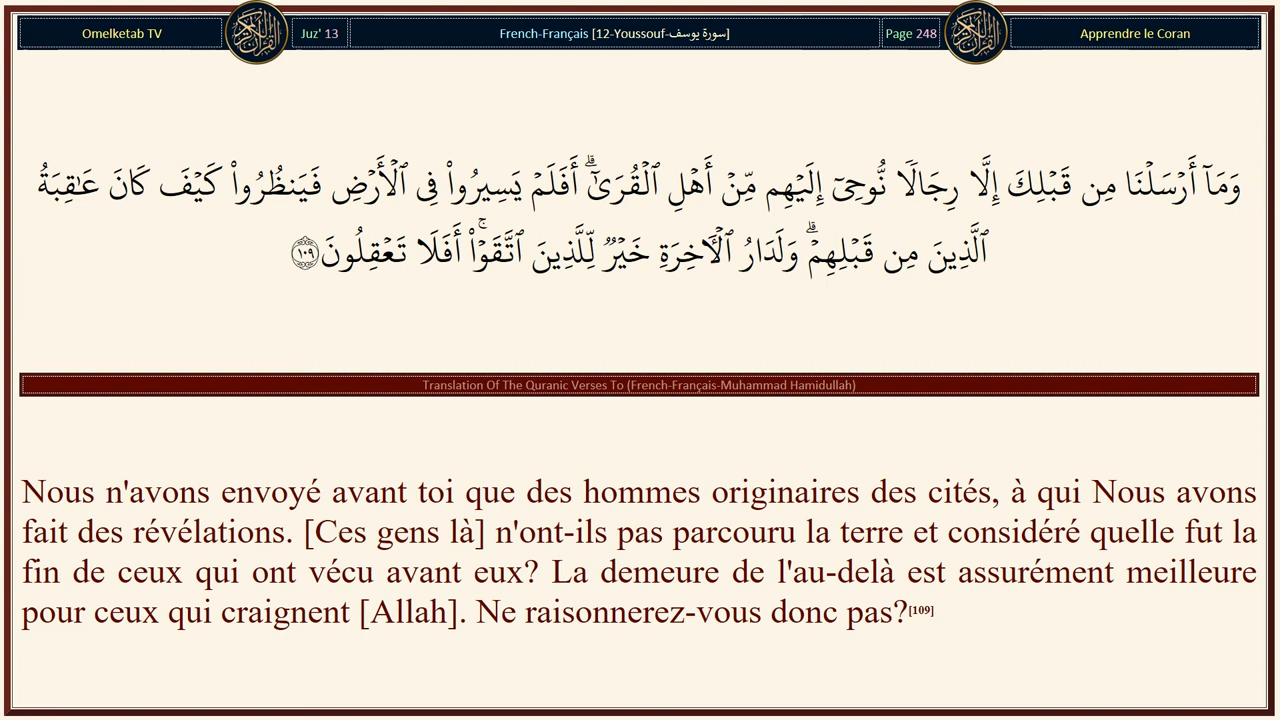 Omelketab TV
Juz' 13
French-Français [12-Youssouf-سورة يوسف]
Page 248
Apprendre le Coran
وَمَآ أَرۡسَلۡنَا مِن قَبۡلِكَ إِلَّا رِجَالٗا نُّوحِيٓ إِلَيۡهِم مِّنۡ أَهۡلِ ٱلۡقُرَىٰٓۗ أَفَلَمۡ يَسِيرُواْ فِي ٱلۡأَرۡضِ فَيَنظُرُواْ كَيۡفَ كَانَ عَٰقِبَةُ
ٱلَّذِينَ مِن قَبۡلِهِمۡۗ وَلَدَارُ ٱلۡأٓخِرَةِ خَيۡرٞ لِّلَّذِينَ ٱتَّقَوۡاْۚ أَفَلَا تَعۡقِلُونَ ١٠٩
Translation Of The Quranic Verses To (French-Français-Muhammad Hamidullah)
Nous n'avons envoyé avant toi que des hommes originaires des cités, à qui Nous avons
fait des révélations. [Ces gens là] n'ont-ils pas parcouru la terre et considéré quelle fut la
fin de ceux qui ont vécu avant eux? La demeure de l'au-delà est assurément meilleure
pour ceux qui craignent [Allah]. Ne raisonnerez-vous donc pas?[109]